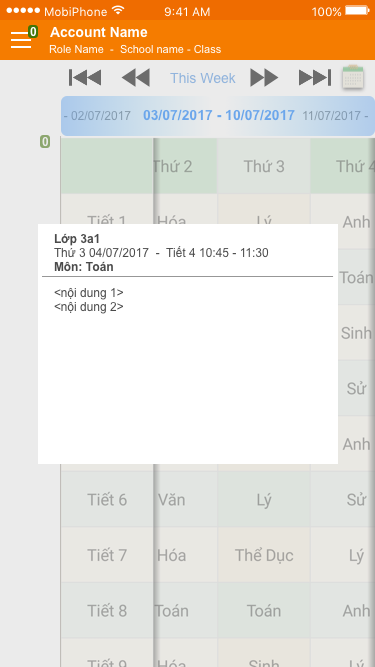 MobiPhone 9:41 AM 100%
0 Account Name
Role Name - School name - Class
This Week
- 02/07/2017 03/07/2017 - 10/07/2017 11/07/2017 -
0
Thứ 2 Thứ 3 Thứ 4
Tiết 1 Hóa Lý Anh
Lớp 3a1
Thứ 3 04/07/2017 - Tiết 4 10:45 - 11:30
Môn: Toán
<nội dung 1>
<nội dung 2>
Toán
Sinh
Sử
Anh
Tiết 6 Văn Lý Sử
Tiết 7 Hóa Thể Dục Lý
Tiết 8 Toán Toán Anh
Tiết 9 Hóa Sinh Lý